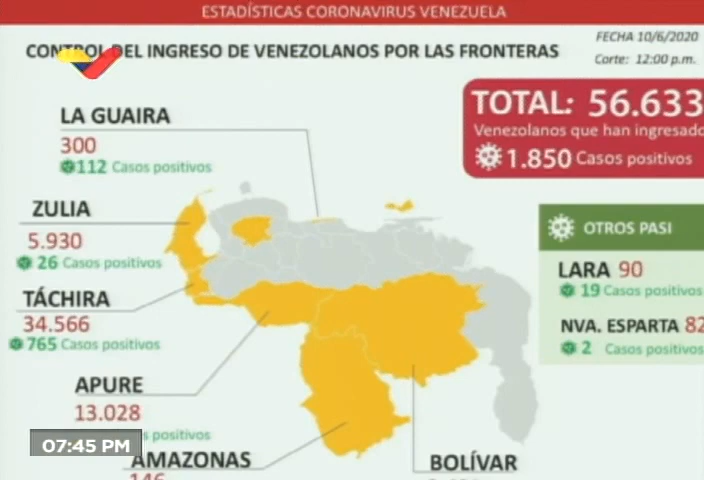 ESTADÍSTICAS CORONAVIRUS VENEZUELA
CONTROL DEL INGRESO DE VENEZOLANOS POR LAS FRONTERAS
FECHA 10/6/2020
Corte: 12:00 p.m.
TOTAL: 56.633
Venezolanos que han ingresado
1.850 Casos positivos
LA GUAIRA
300
112 Casos positivos
ZULIA
5.930
26 Casos positivos
TÁCHIRA
34.566
765 Casos positivos
APURE
13.028
s positivos
AMAZONAS
146
BOLÍVAR
OTROS PASI
LARA 90
19 Casos positivos
NVA. ESPARTA 82
2 Casos positivos
07:45 PM